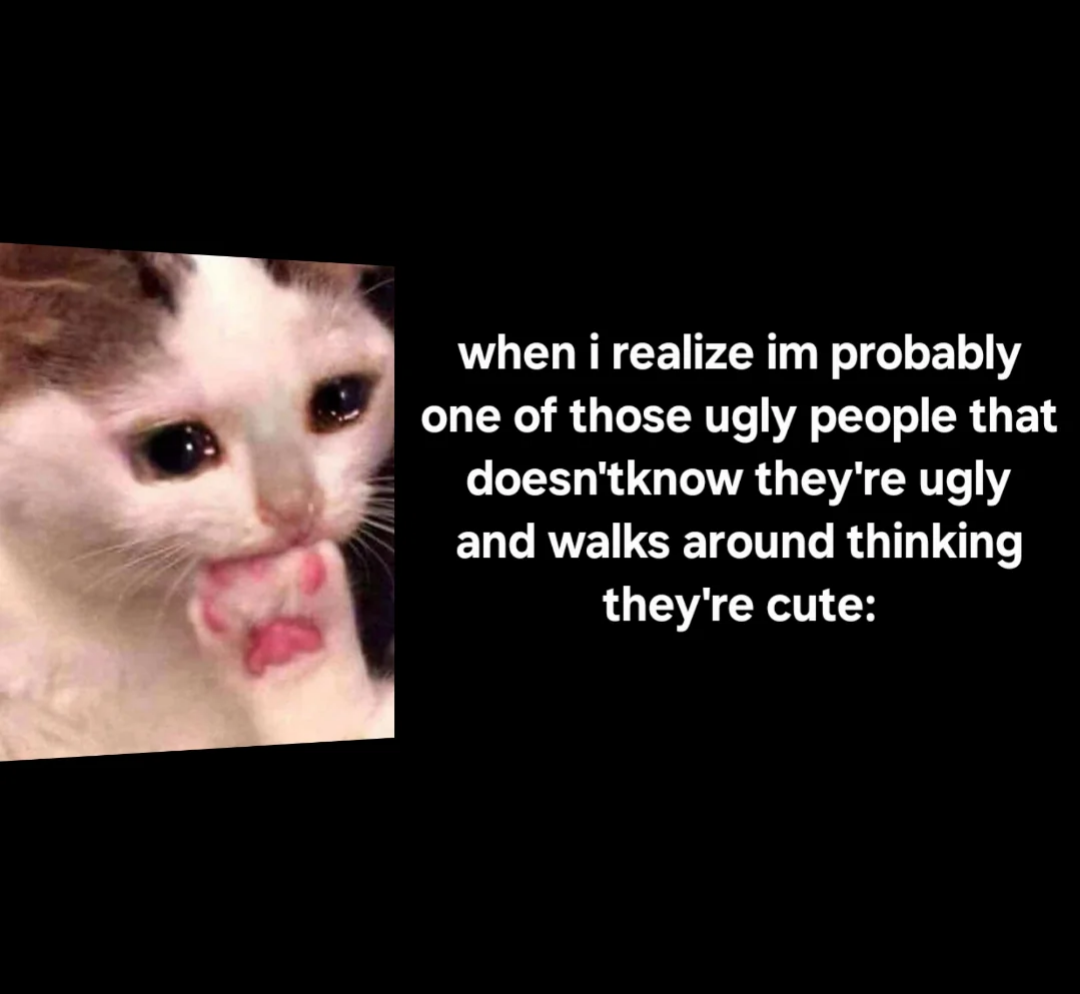 when i realize im probably
one of those ugly people that
doesn'tknow they're ugly
and walks around thinking
they're cute: